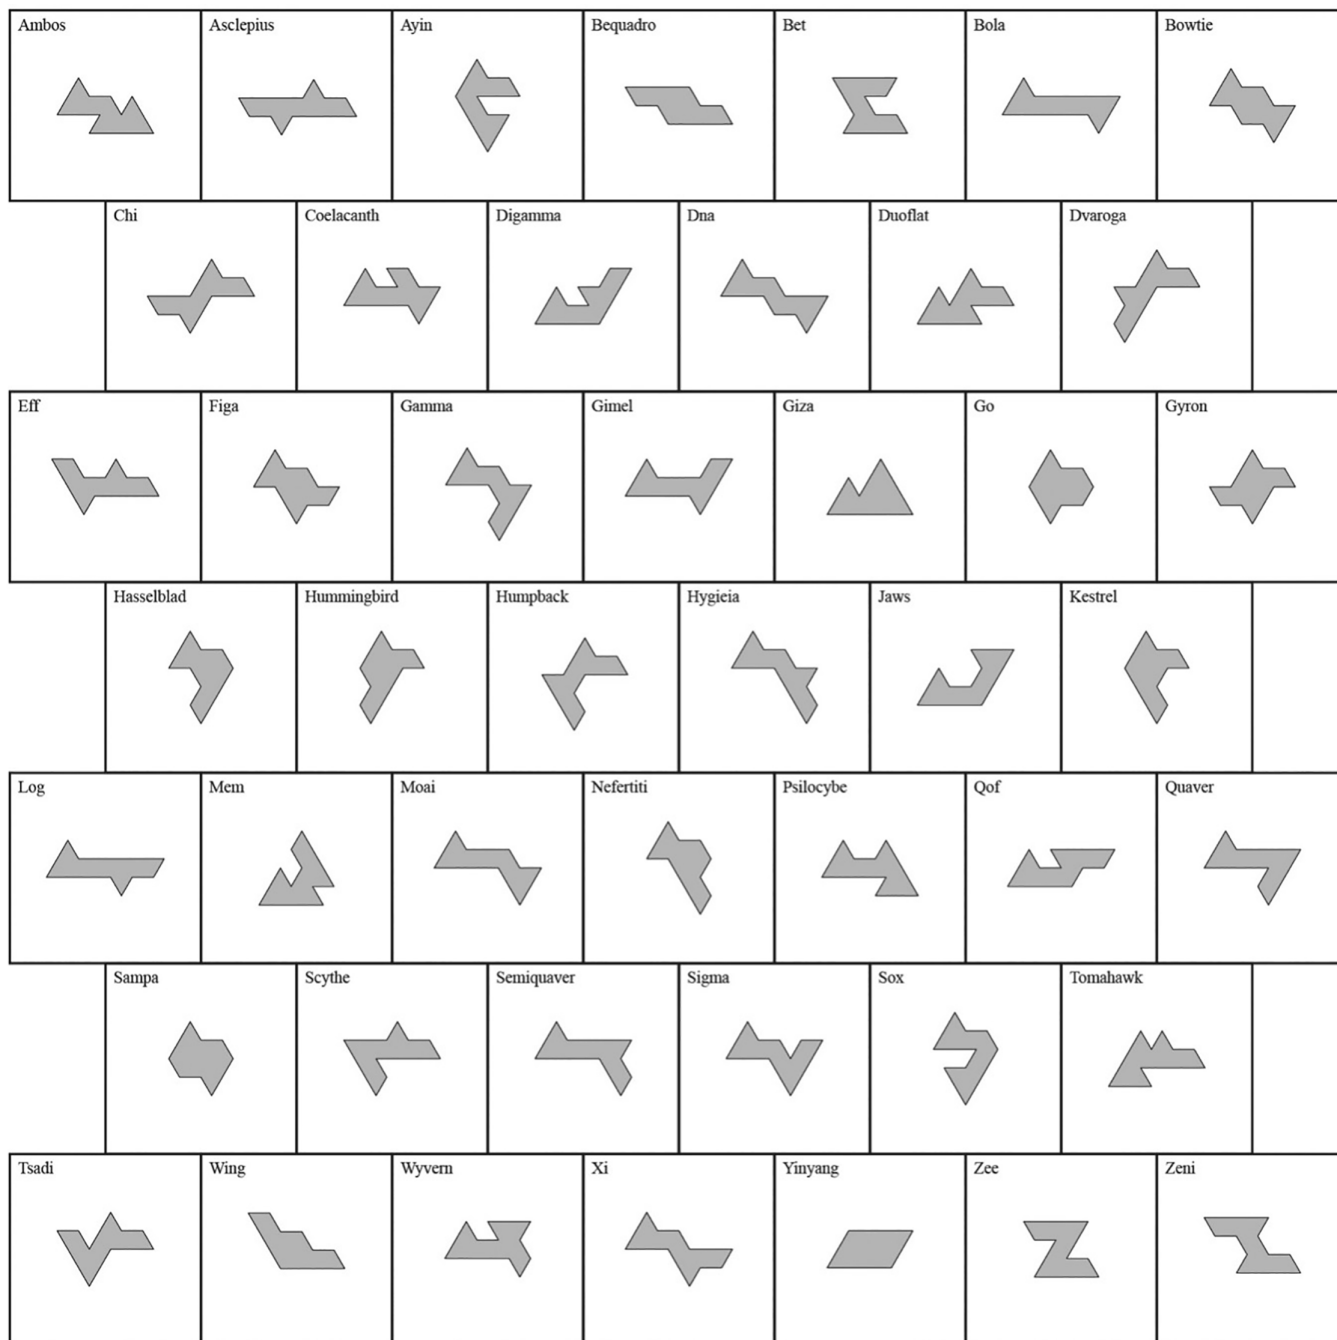 Ambos Asclepius Ayin Bequadro Bet Bola Bowtie
Chi Coelacanth Digamma Dna Duoflat Dvaroga
Eff Figa Gamma Gimel Giza Go Gyron
Hasselblad Hummingbird Humpback Hygieia Jaws Kestrel
Log Mem Moai Nefertiti Psilocybe Qof Quaver
Sampa Scythe Semiquaver Sigma Sox Tomahawk
Tsadi Wing Wyvern Xi Yinyang Zee Zeni